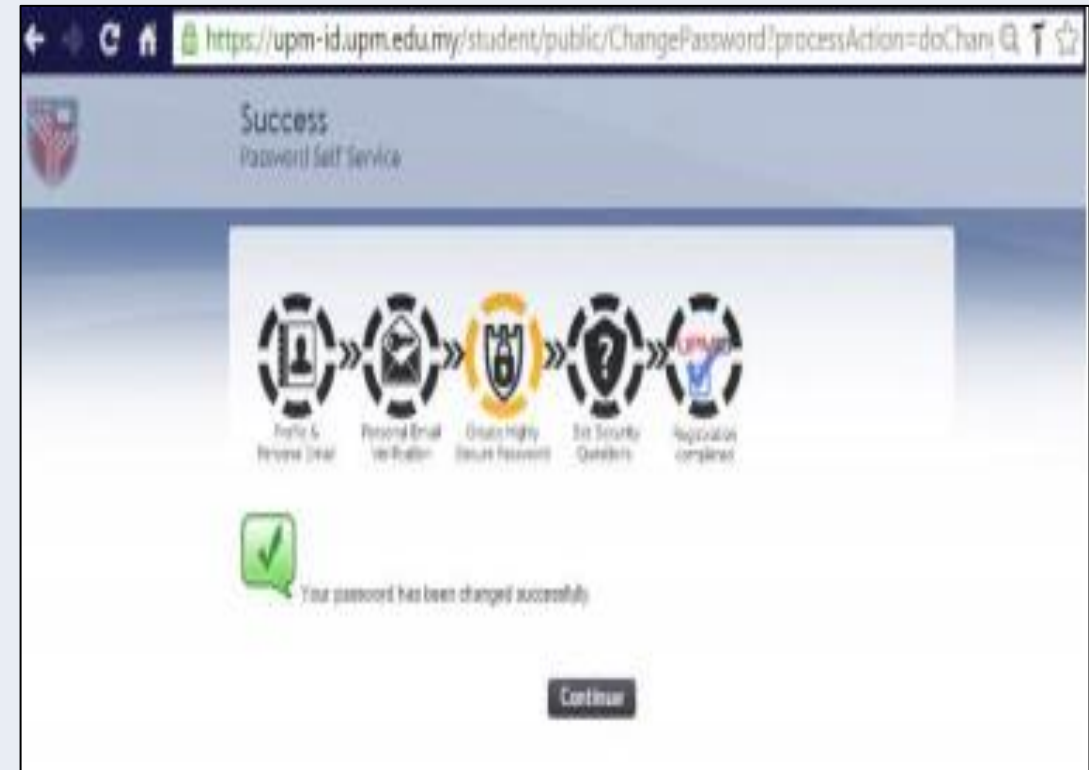 https://upm-id.upm.edu.my/student/public/ChangePassword?processAction=doChan
Success
Password Self Service
Profile &
Personal Email
Personal Email
Verification
Create Highly
Secure Password
Set Security
Questions
Registration
completed
Your password has been changed successfully.
Continue